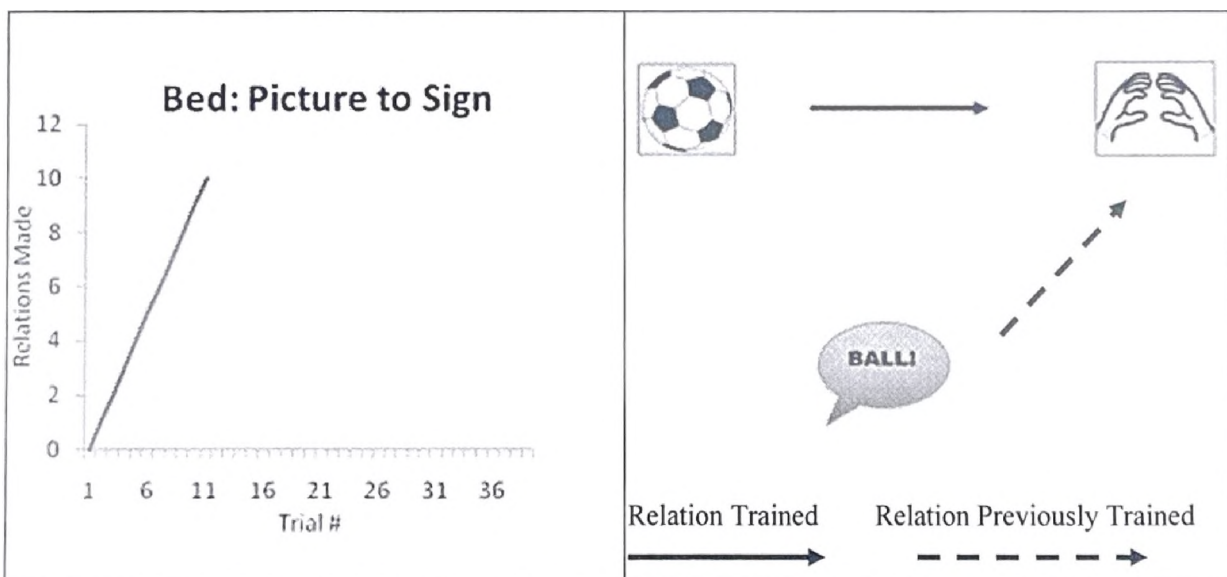 Bed: Picture to Sign
12
10
8
6
4
2
0
Relations Made
1 6 11 16 21 26 31 36
Trial #
BALL!
Relation Trained
Relation Previously Trained